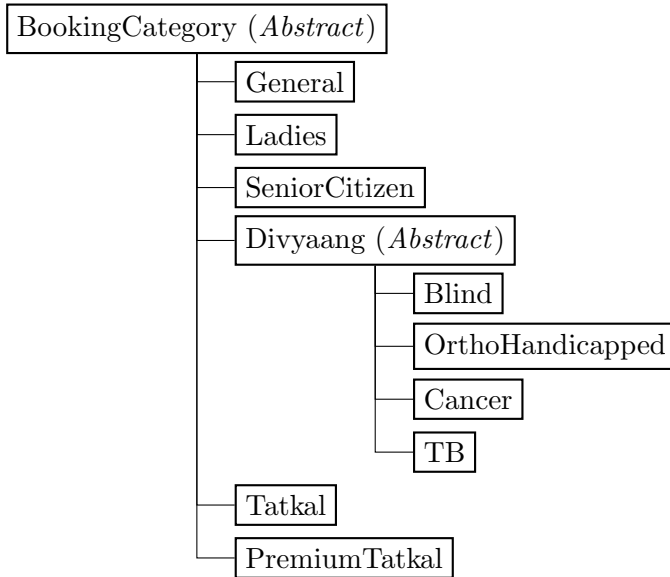 BookingCategory (Abstract)
General
Ladies
SeniorCitizen
Divyaang (Abstract)
Blind
OrthoHandicapped
Cancer
TB
Tatkal
PremiumTatkal